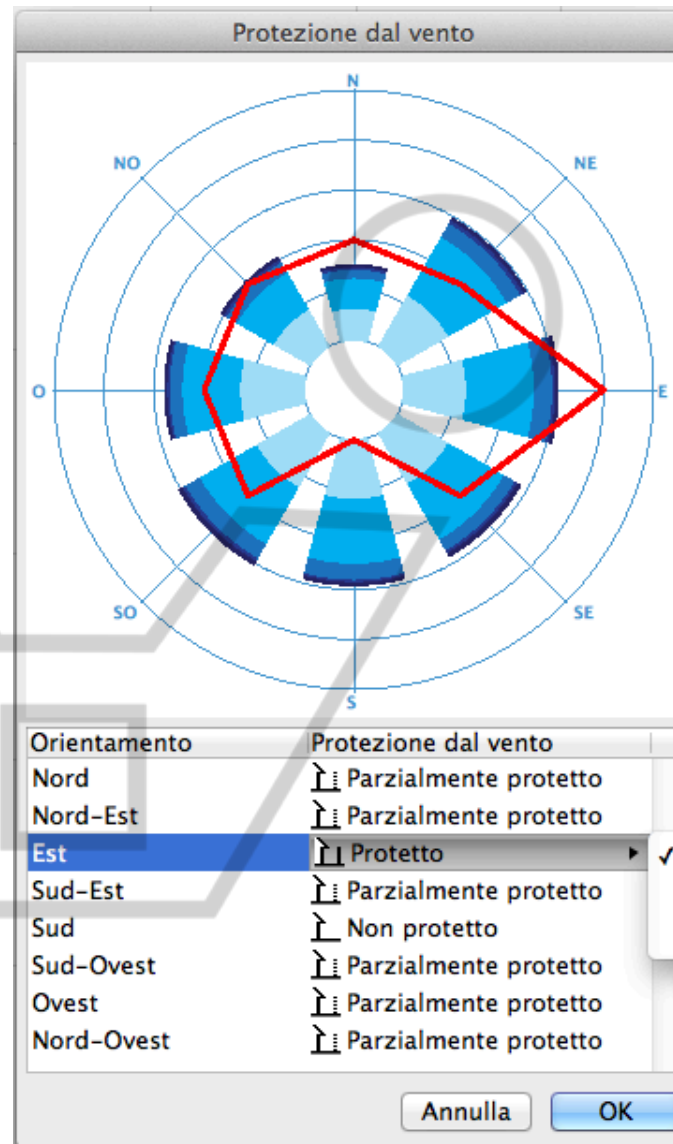 Protezione dal vento
N
NO
NE
O
E
SO
SE
S
Orientamento Protezione dal vento
Nord Parzialmente protetto
Nord-Est Parzialmente protetto
Est Protetto
Sud-Est Parzialmente protetto
Sud Non protetto
Sud-Ovest Parzialmente protetto
Ovest Parzialmente protetto
Nord-Ovest Parzialmente protetto
Annulla OK